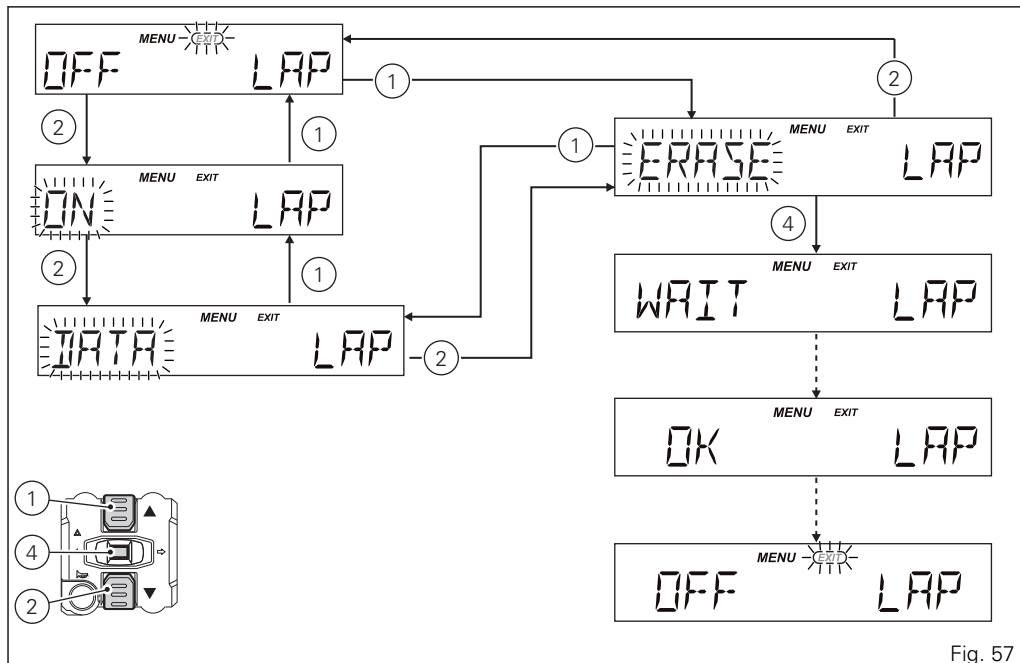 MENU EXIT
OFF LAP
2
1
1
2
MENU EXIT
ON LAP
2
1
MENU EXIT
DATA LAP
2
1
MENU EXIT
ERASE LAP
4
MENU EXIT
WAIT LAP
MENU EXIT
OK LAP
MENU EXIT
OFF LAP
1
4
2
Fig. 57